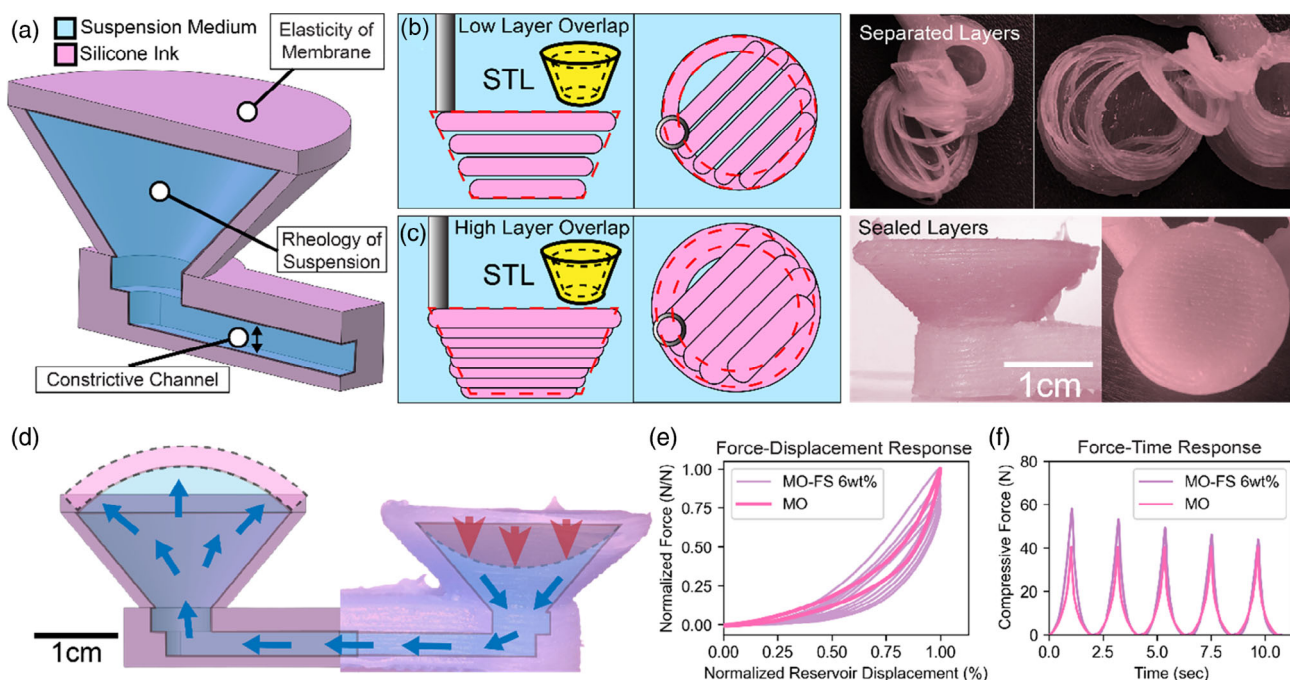 (a)
Suspension Medium
Silicone Ink
Elasticity of
Membrane
Rheology of
Suspension
Constrictive Channel
(b)
Low Layer Overlap
STL
Separated Layers
(c)
High Layer Overlap
STL
Sealed Layers
1cm
(d)
1cm
(e)
Force-Displacement Response
Normalized Force (N/N)
1.00
0.75
0.50
0.25
0.00
MO-FS 6wt%
MO
0.00
0.25
0.50
0.75
1.00
Normalized Reservoir Displacement (%)
(f)
Force-Time Response
Compressive Force (N)
80
60
40
20
0
MO-FS 6wt%
MO
0.0
2.5
5.0
7.5
10.0
Time (sec)